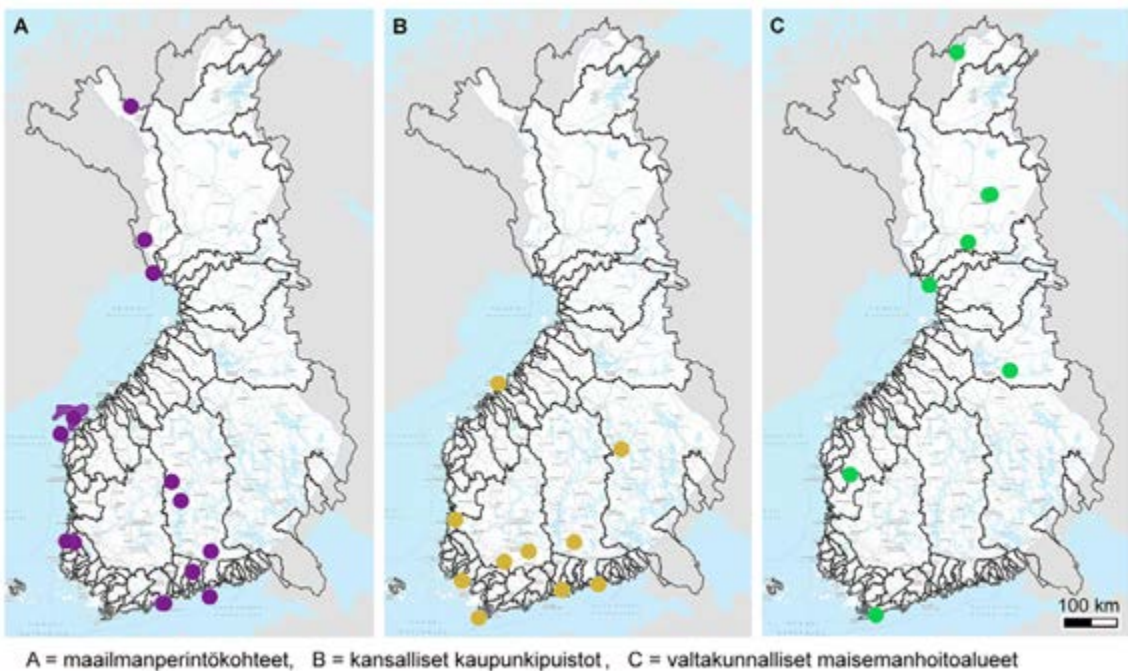 A
B
C
100 km
A = maailmanperintökohteet, B = kansalliset kaupunkipuistot, C = valtakunnalliset maisemanhoitoalueet